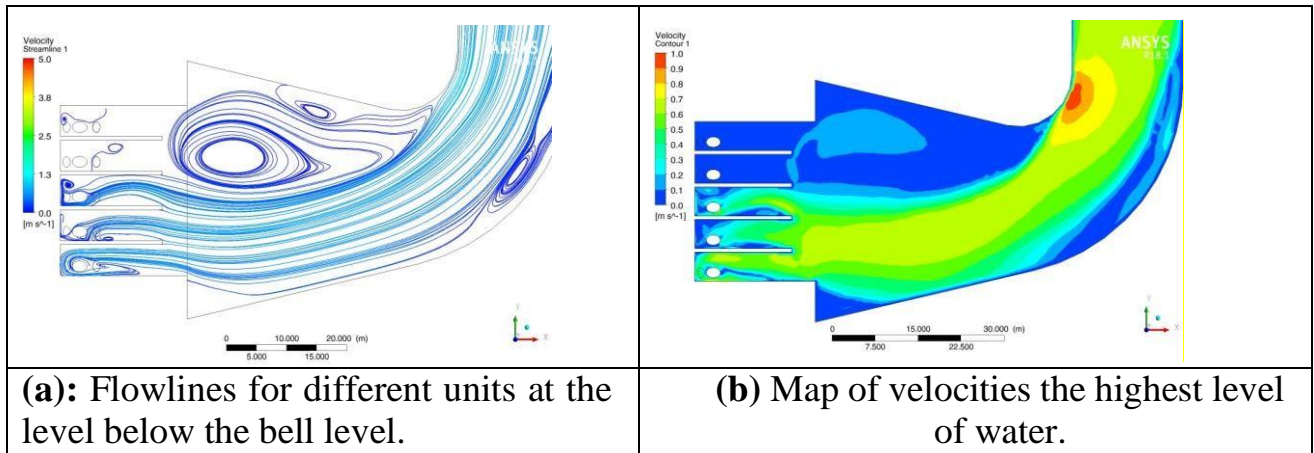 Velocity
Streamline 1
5.0
3.8
2.5
1.3
0.0
[m s^-1]
ANSYS
0 10.000 20.000 (m)
5.000 15.000
Y
X
Velocity
Contour 1
1.0
0.9
0.8
0.7
0.6
0.5
0.4
0.3
0.2
0.1
0.0
[m s^-1]
ANSYS
R18.1
0 15.000 30.000 (m)
7.500 22.500
Y
X
(a): Flowlines for different units at the
level below the bell level.
(b) Map of velocities the highest level
of water.